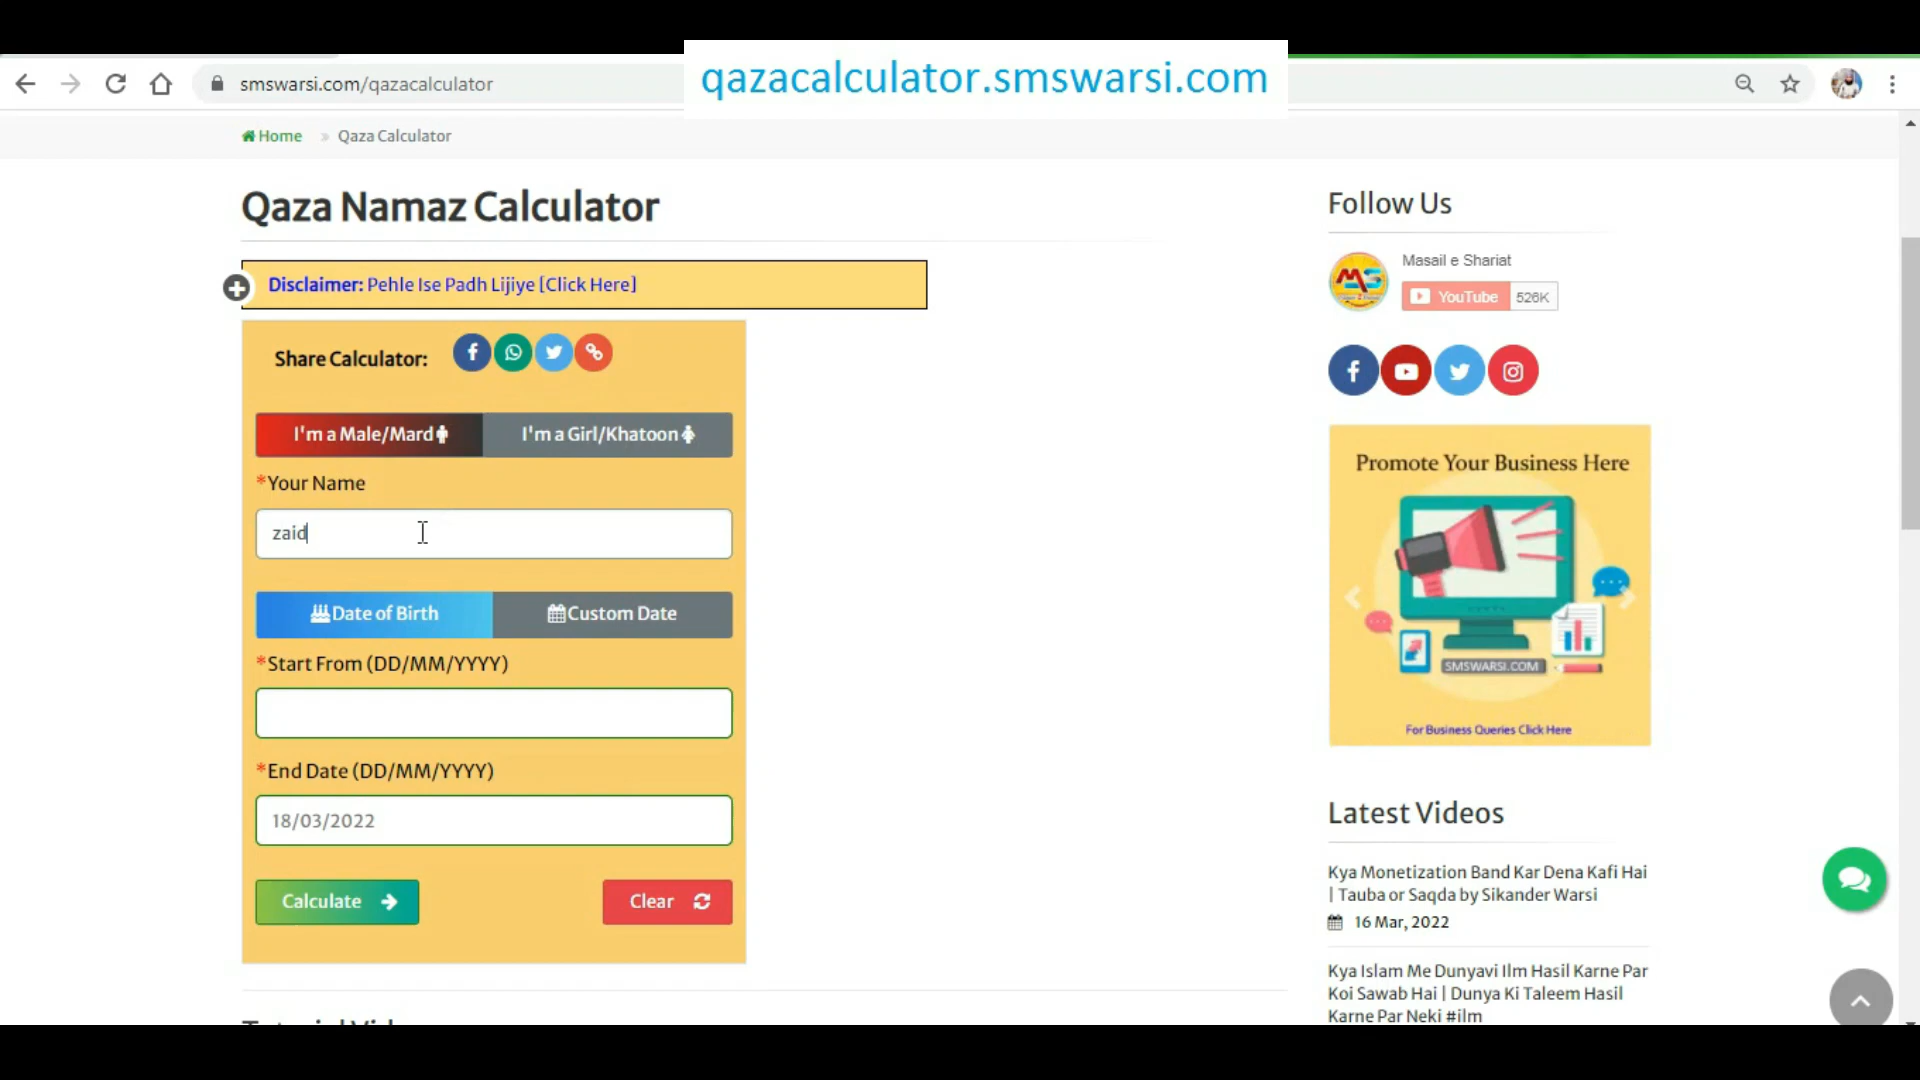 qazacalculator.smswarsi.com
smswarsi.com/qazacalculator
Home » Qaza Calculator
Qaza Namaz Calculator
Disclaimer: Pehle Ise Padh Lijiye [Click Here]
Share Calculator:
I'm a Male/Mard
I'm a Girl/Khatoon
*Your Name
zaid
Date of Birth
Custom Date
*Start From (DD/MM/YYYY)
*End Date (DD/MM/YYYY)
18/03/2022
Calculate
Clear
Follow Us
MS
Masail e Shariat
YouTube 526K
Promote Your Business Here
SMSWARSI.COM
For Business Queries Click Here
Latest Videos
Kya Monetization Band Kar Dena Kafi Hai
| Tauba or Saqda by Sikander Warsi
16 Mar, 2022
Kya Islam Me Dunyavi Ilm Hasil Karne Par
Koi Sawab Hai | Dunya Ki Taleem Hasil
Karne Par Neki #ilm